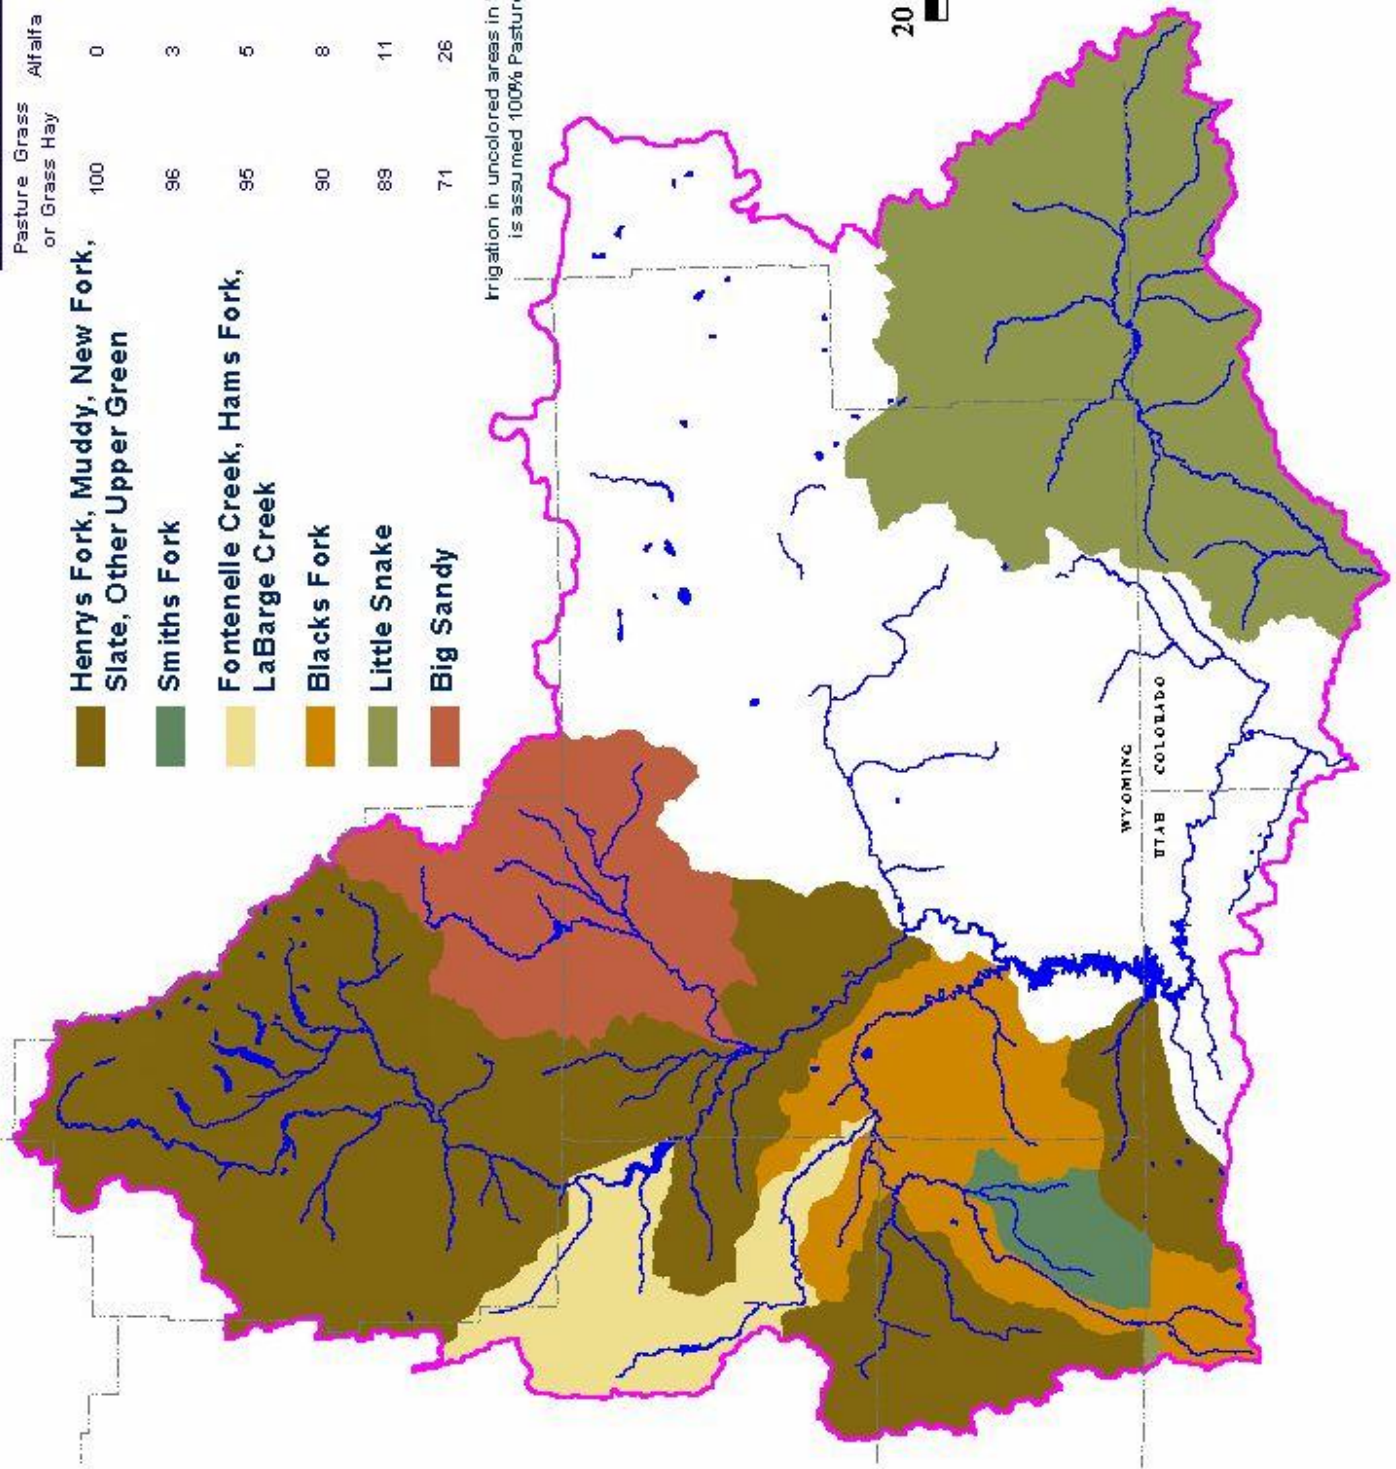 Pasture Grass
or Grass Hay
Alfalfa
Henrys Fork, Muddy, New Fork,
Slate, Other Upper Green
100
0
Smiths Fork
96
3
Fontenelle Creek, Hams Fork,
LaBarge Creek
95
5
Blacks Fork
90
8
Little Snake
89
11
Big Sandy
71
26
Irrigation in uncolored areas in
is assumed 100% Pasture
20
WYOMING
UTAH
COLORADO